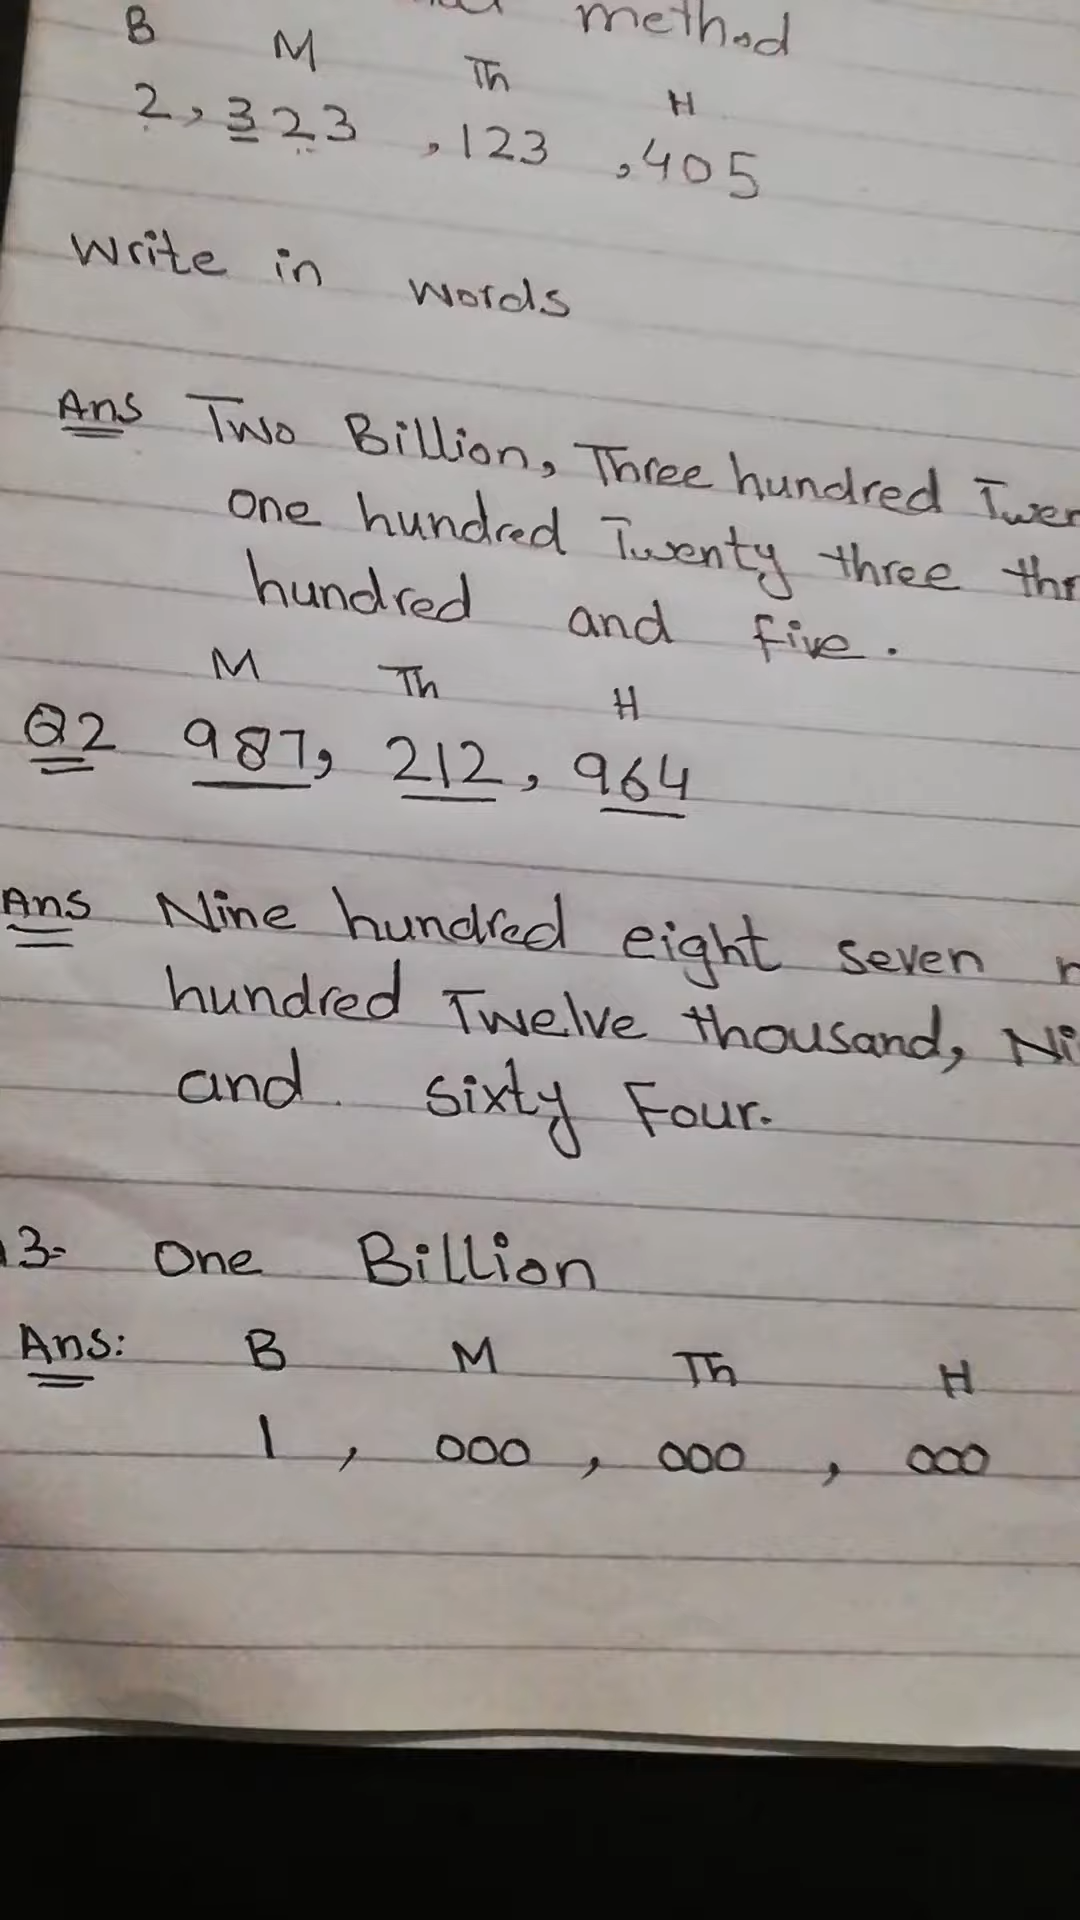 method
B M Th H
2,323,123,405
Write in words
Ans Two Billion, Three hundred
one hundred Twenty three
hundred and five.
M Th H
Q2 987, 212, 964
Ans Nine hundred eight seven
hundred Twelve thousand,
and sixty Four.
3- One Billion
Ans: B M Th H
1, 000, 000, 000